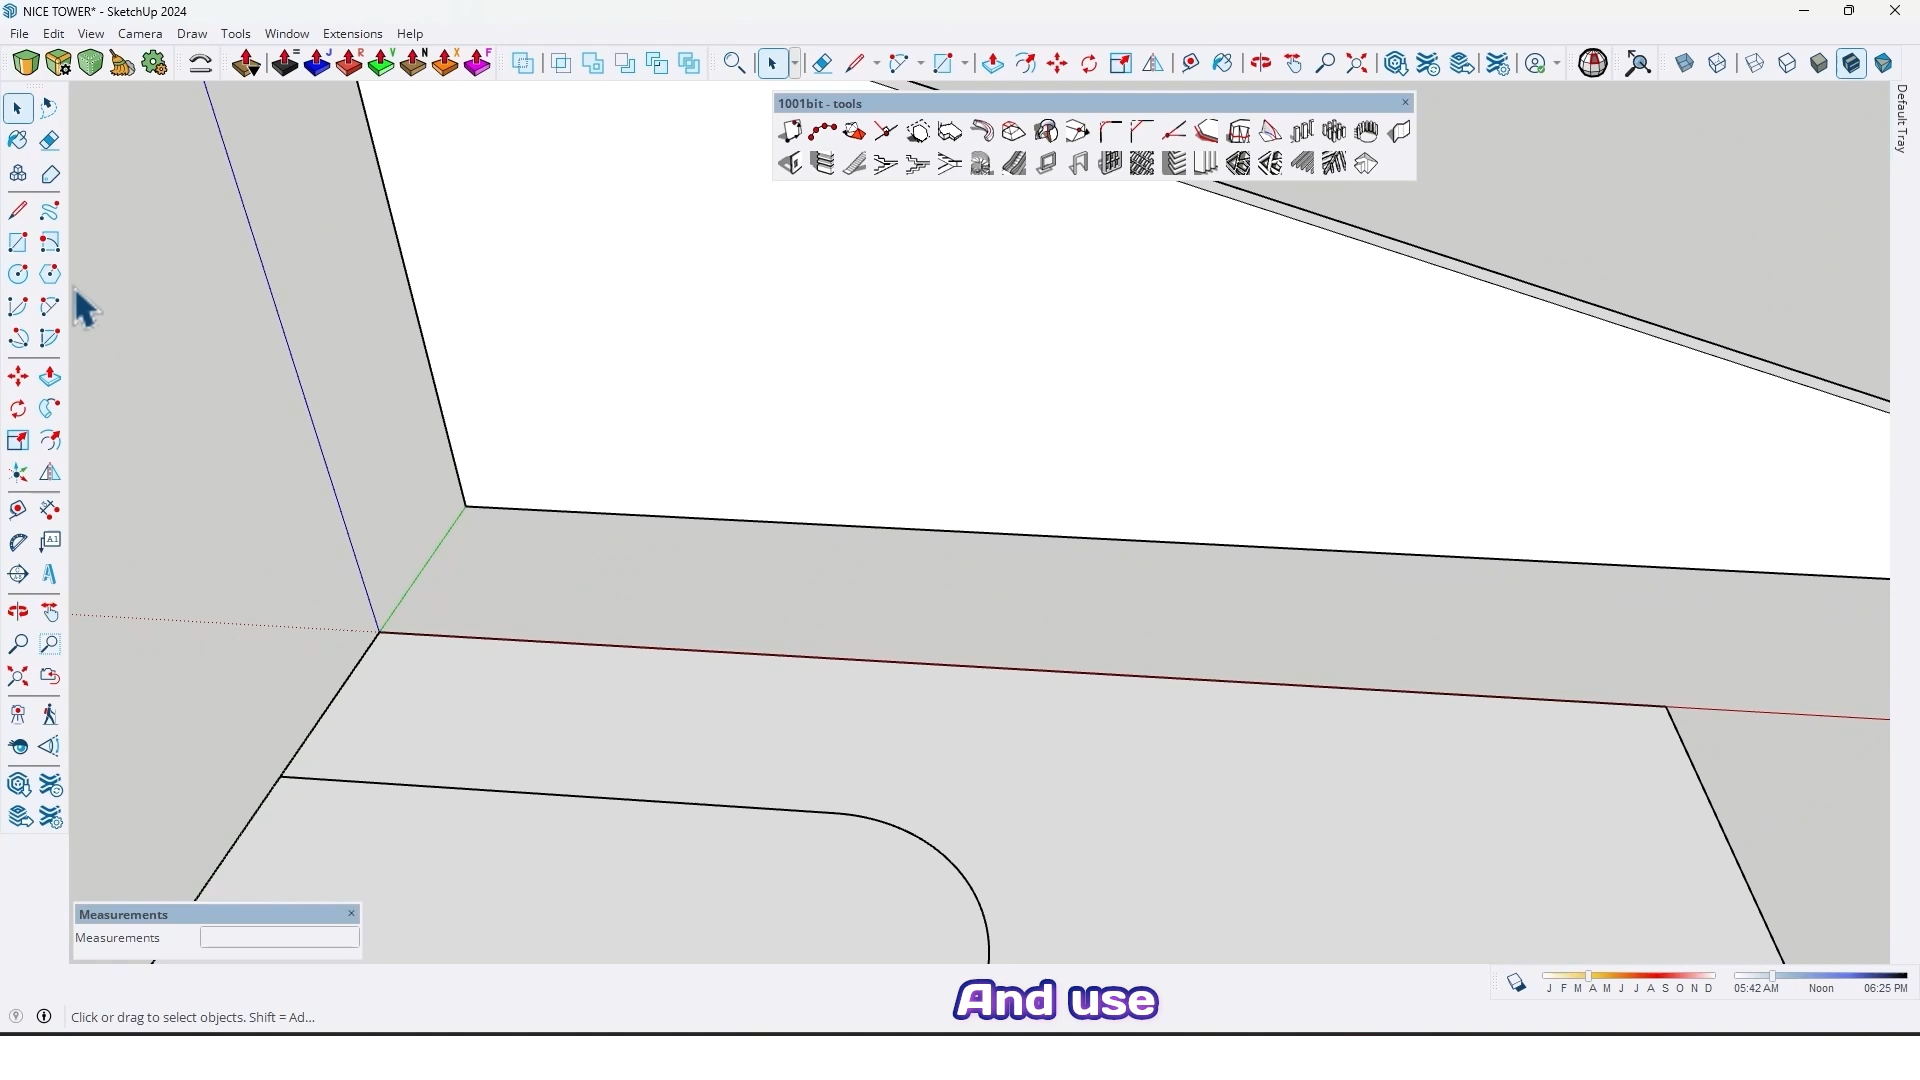 NICE TOWER* - SketchUp 2024
File Edit View Camera Draw Tools Window Extensions Help
= J R V N X F
1001bit - tools
Default Tray
A1
A
Measurements
Measurements
J F M A M J J A S O N D
05:42 AM Noon 06:25 PM
And use
Click or drag to select objects. Shift = Ad...